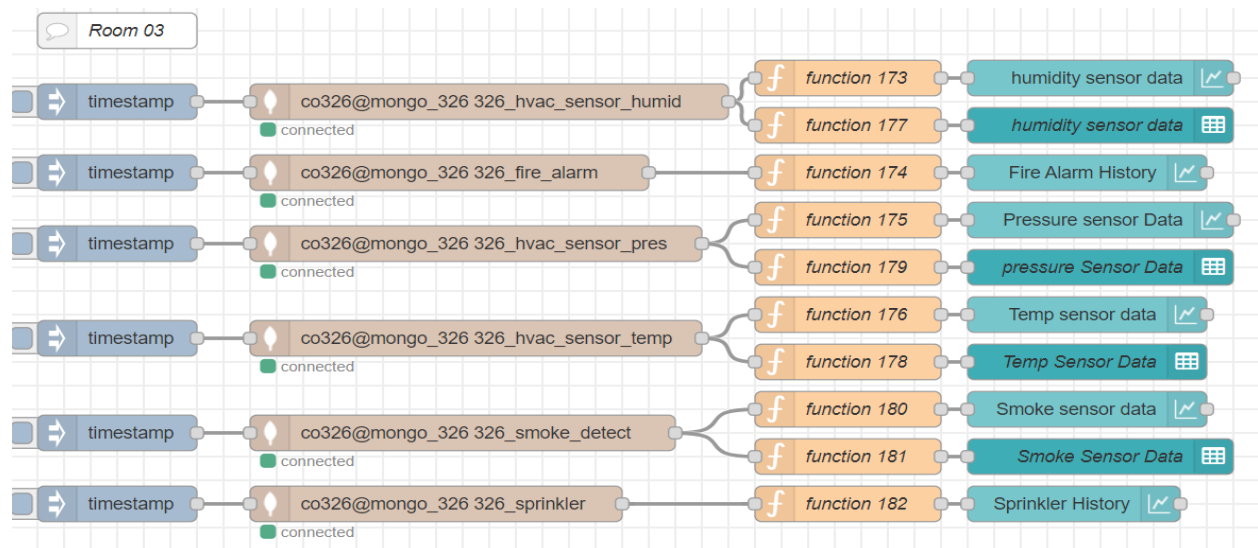 Room 03
timestamp
co326@mongo_326 326_hvac_sensor_humid
connected
function 173
humidity sensor data
function 177
humidity sensor data
timestamp
co326@mongo_326 326_fire_alarm
connected
function 174
Fire Alarm History
timestamp
co326@mongo_326 326_hvac_sensor_pres
connected
function 175
Pressure sensor Data
function 179
pressure Sensor Data
timestamp
co326@mongo_326 326_hvac_sensor_temp
connected
function 176
Temp sensor data
function 178
Temp Sensor Data
timestamp
co326@mongo_326 326_smoke_detect
connected
function 180
Smoke sensor data
function 181
Smoke Sensor Data
timestamp
co326@mongo_326 326_sprinkler
connected
function 182
Sprinkler History